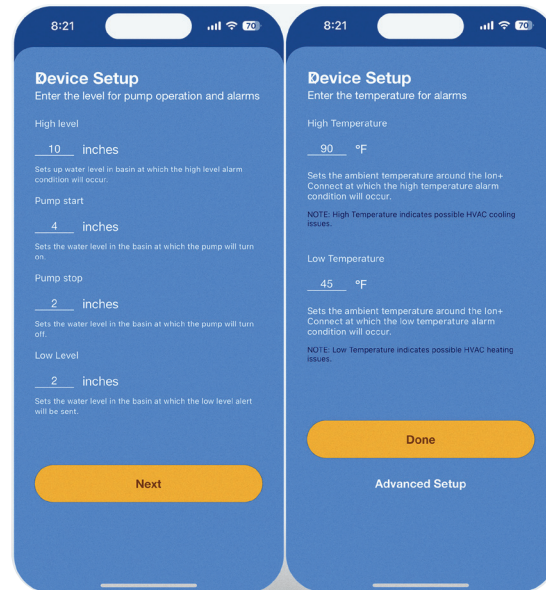 8:21
70
Device Setup
Enter the level for pump operation and alarms
High level
10 inches
Sets up water level in basin at which the high level alarm
condition will occur.
Pump start
4 inches
Sets the water level in the basin at which the pump will turn
on.
Pump stop
2 inches
Sets the water level in the basin at which the pump will turn
off.
Low Level
2 inches
Sets the water level in the basin at which the low level alert
will be sent.
Next
8:21
70
Device Setup
Enter the temperature for alarms
High Temperature
90 °F
Sets the ambient temperature around the Ion+
Connect at which the high temperature alarm
condition will occur.
NOTE: High Temperature indicates possible HVAC cooling
issues.
Low Temperature
45 °F
Sets the ambient temperature around the Ion+
Connect at which the low temperature alarm
condition will occur.
NOTE: Low Temperature indicates possible HVAC heating
issues.
Done
Advanced Setup